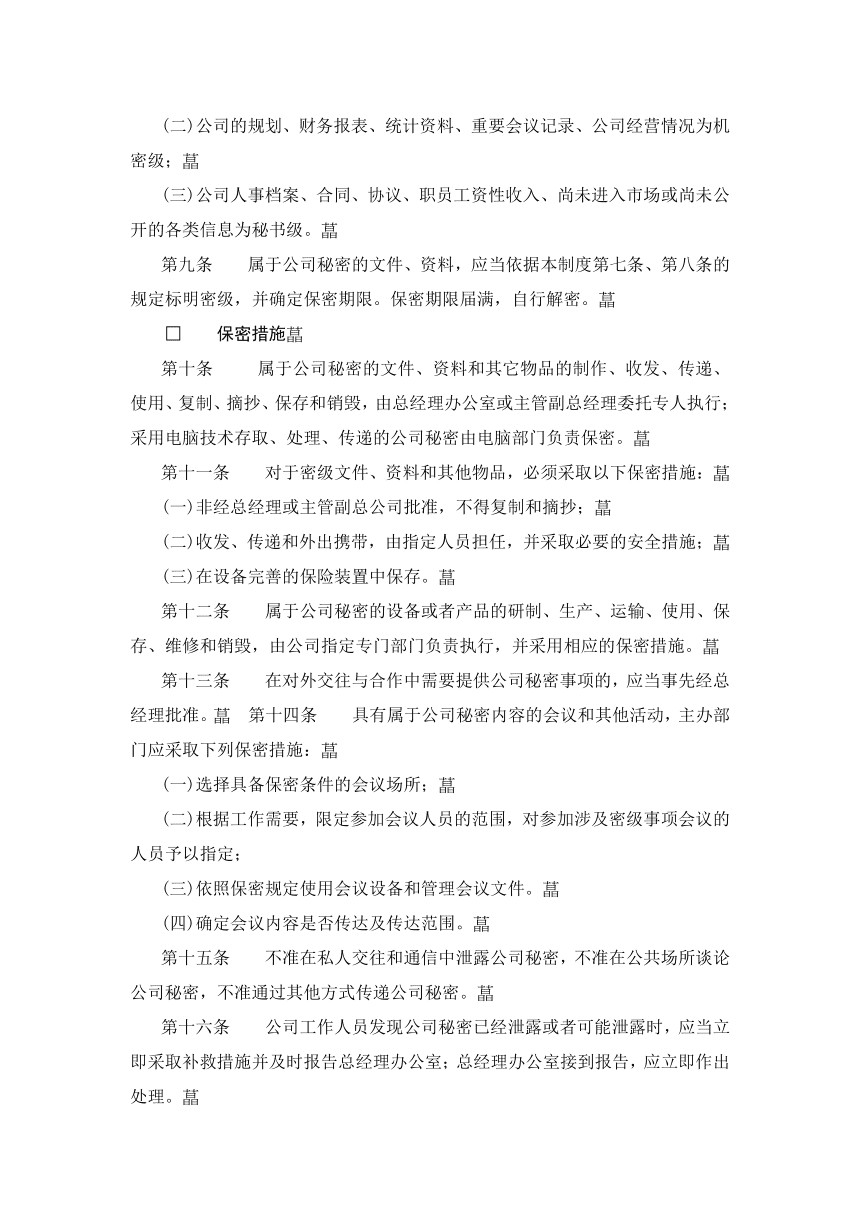 (二)公司的规划、财务报表、统计资料、重要会议记录、公司经营情况为机
密级；蒀
(三)公司人事档案、合同、协议、职员工资性收入、尚未进入市场或尚未公
开的各类信息为秘书级。蒀
第九条　　属于公司秘密的文件、资料，应当依据本制度第七条、第八条的
规定标明密级，并确定保密期限。保密期限届满，自行解密。蒀
□　　保密措施蒀
第十条　　属于公司秘密的文件、资料和其它物品的制作、收发、传递、
使用、复制、摘抄、保存和销毁，由总经理办公室或主管副总经理委托专人执行；
采用电脑技术存取、处理、传递的公司秘密由电脑部门负责保密。蒀
第十一条　　对于密级文件、资料和其他物品，必须采取以下保密措施：蒀
(一)非经总经理或主管副总公司批准，不得复制和摘抄；蒀
(二)收发、传递和外出携带，由指定人员担任，并采取必要的安全措施；蒀
(三)在设备完善的保险装置中保存。蒀
第十二条　　属于公司秘密的设备或者产品的研制、生产、运输、使用、保
存、维修和销毁，由公司指定专门部门负责执行，并采用相应的保密措施。蒀
第十三条　　在对外交往与合作中需要提供公司秘密事项的，应当事先经总
经理批准。蒀　第十四条　　具有属于公司秘密内容的会议和其他活动，主办部
门应采取下列保密措施：蒀
(一)选择具备保密条件的会议场所；蒀
(二)根据工作需要，限定参加会议人员的范围，对参加涉及密级事项会议的
人员予以指定；
(三)依照保密规定使用会议设备和管理会议文件。蒀
(四)确定会议内容是否传达及传达范围。蒀
第十五条　　不准在私人交往和通信中泄露公司秘密，不准在公共场所谈论
公司秘密，不准通过其他方式传递公司秘密。蒀
第十六条　　公司工作人员发现公司秘密已经泄露或者可能泄露时，应当立
即采取补救措施并及时报告总经理办公室；总经理办公室接到报告，应立即作出
处理。蒀